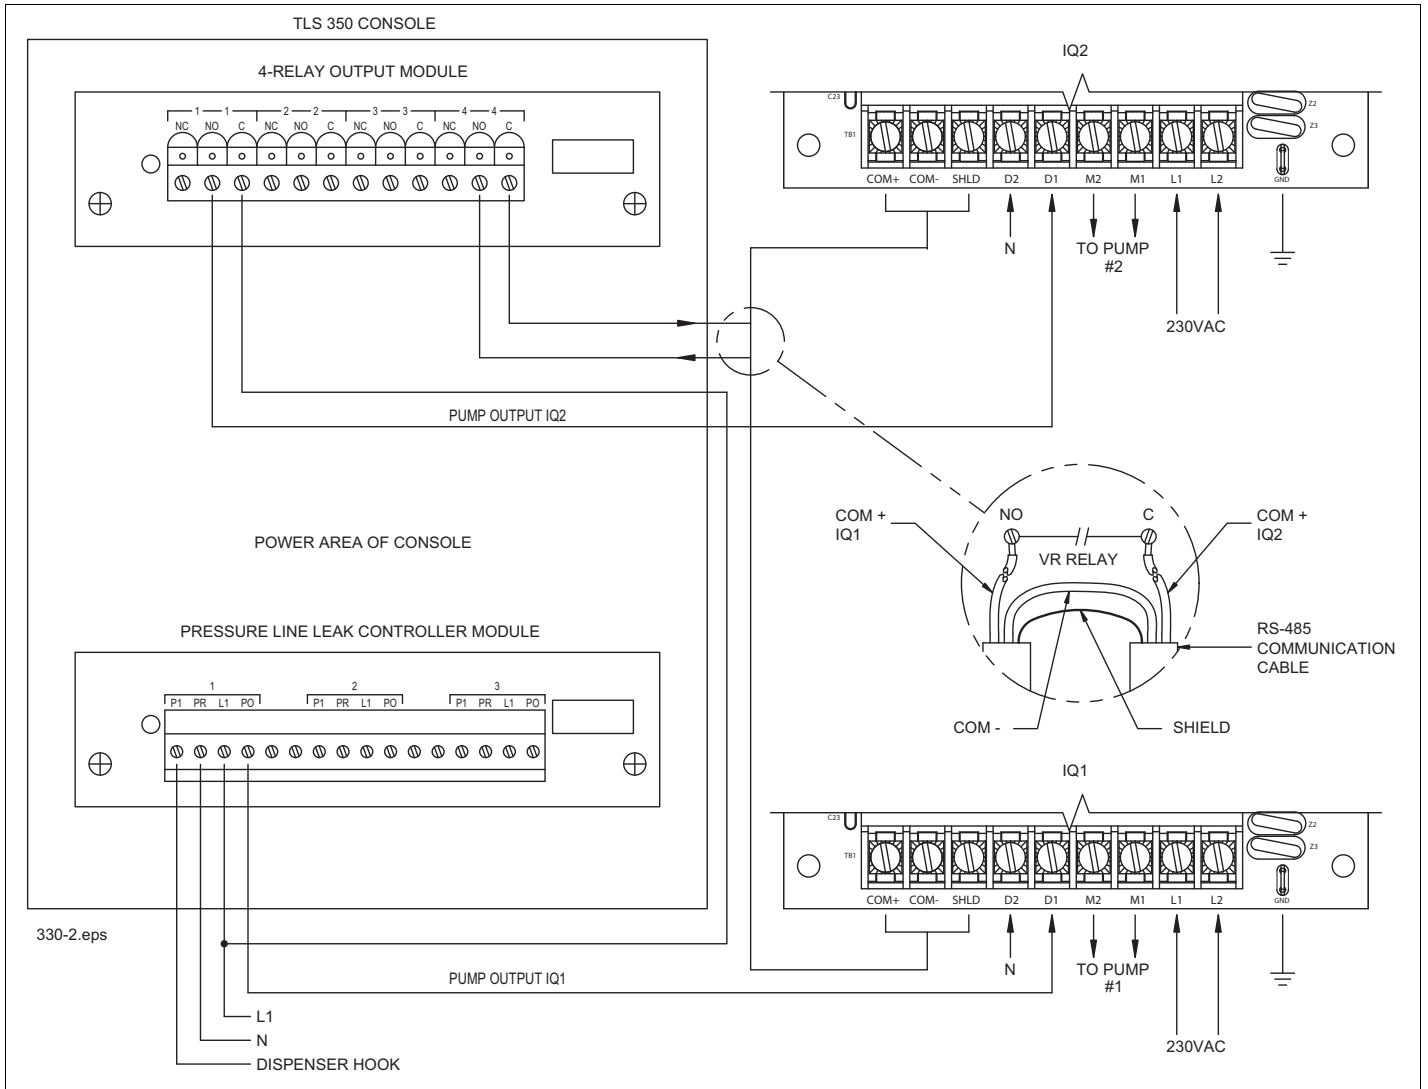 TLS 350 CONSOLE
4-RELAY OUTPUT MODULE
1 1 2 2 3 3 4 4
NC NO C NC NO C NC NO C NC NO C
IQ2
C23
Z2
TB1
Z3
COM+ COM- SHLD D2 D1 M2 M1 L1 L2 GND
N
TO PUMP
#2
230VAC
PUMP OUTPUT IQ2
POWER AREA OF CONSOLE
COM +
IQ1
NO
C
COM +
IQ2
VR RELAY
RS-485
COMMUNICATION
CABLE
COM -
SHIELD
PRESSURE LINE LEAK CONTROLLER MODULE
1 2 3
P1 PR L1 PO P1 PR L1 PO P1 PR L1 PO
IQ1
C23
Z2
TB1
Z3
COM+ COM- SHLD D2 D1 M2 M1 L1 L2 GND
N
TO PUMP
#1
230VAC
330-2.eps
PUMP OUTPUT IQ1
L1
N
DISPENSER HOOK